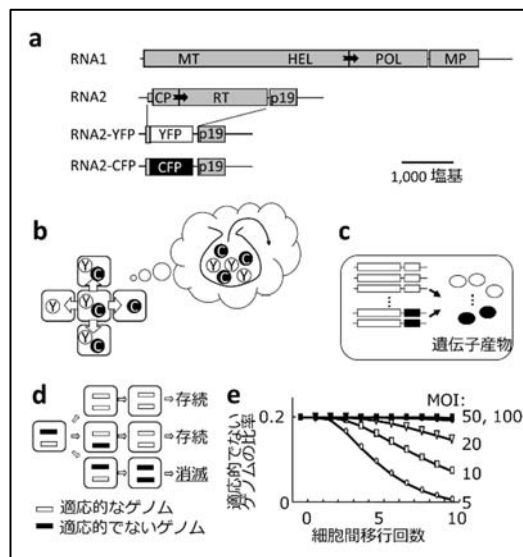 a
RNA1 MT HEL POL MP
RNA2 CP RT p19
RNA2-YFP YFP p19
RNA2-CFP CFP p19
1,000 塩基
b
Y C
Y C
Y Y C C
Y C
C
Y C Y
C Y C
c
遺伝子産物
d
存続
存続
消滅
適応的なゲノム
適応的でないゲノム
e
適応的でない
ゲノムの比率
0.2
0
0 5 10
細胞間移行回数
MOI:
50, 100
20
10
5